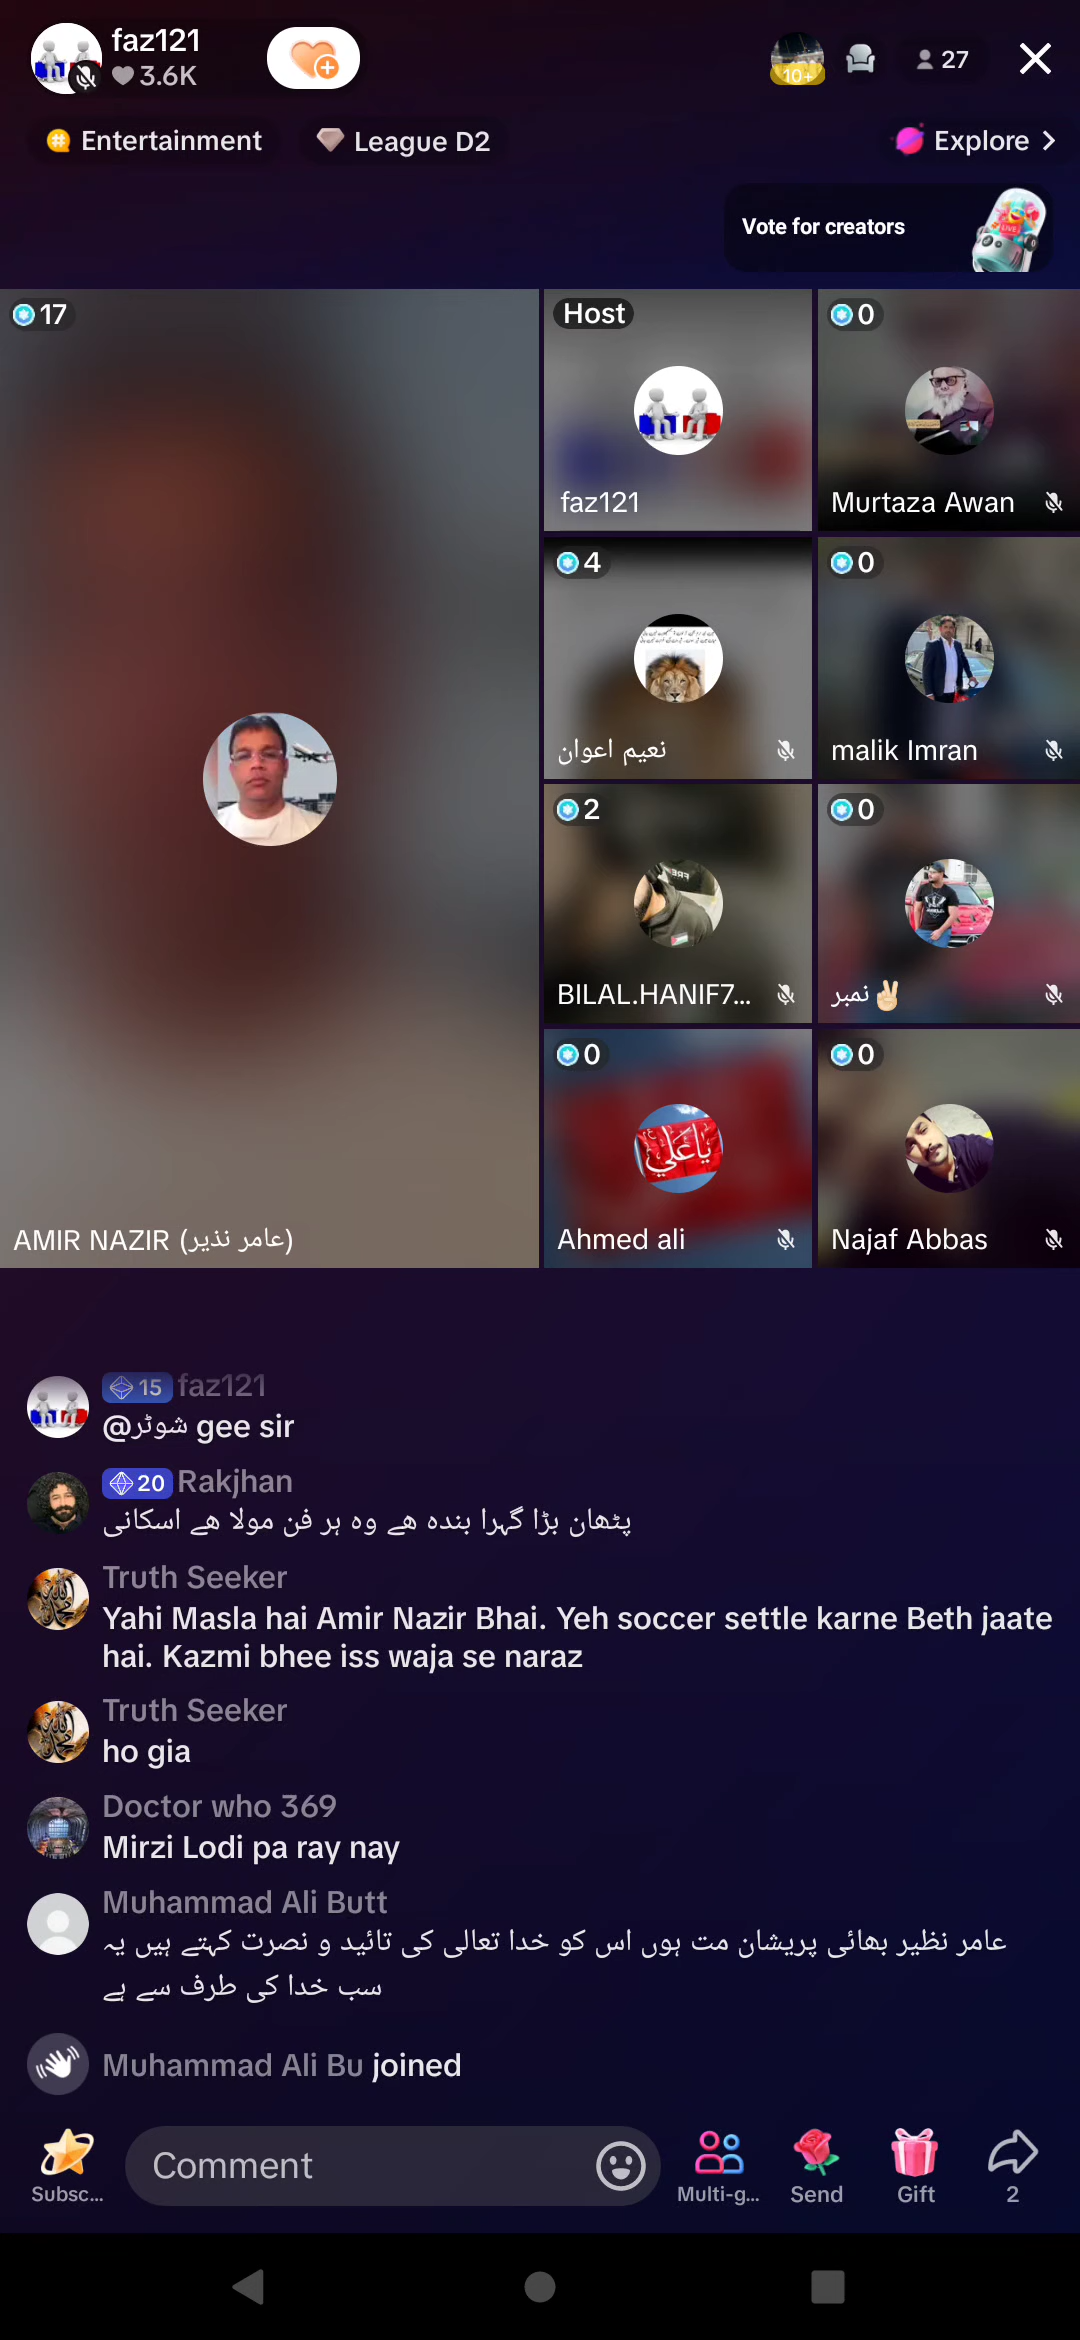 faz121
3.6K
10+
27
Entertainment
League D2
Explore
Vote for creators
17
Host
faz121
0
Murtaza Awan
4
نعیم اعوان
0
malik Imran
2
BILAL.HANIF7...
0
نمبر✌🏻
0
یا علي
Ahmed ali
0
Najaf Abbas
AMIR NAZIR (عامر نذیر)
15 faz121
@شوٹر gee sir
20 Rakjhan
پٹھان بڑا گہرا بندہ ھے وہ ہر فن مولا ھے اسکانی
Truth Seeker
Yahi Masla hai Amir Nazir Bhai. Yeh soccer settle karne Beth jaate
hai. Kazmi bhee iss waja se naraz
Truth Seeker
ho gia
Doctor who 369
Mirzi Lodi pa ray nay
Muhammad Ali Butt
عامر نظیر بھائی پریشان مت ہوں اس کو خدا تعالی کی تائید و نصرت کہتے ہیں یہ
سب خدا کی طرف سے ہے
Muhammad Ali Bu joined
Comment
Subsc...
Multi-g...
Send
Gift
2